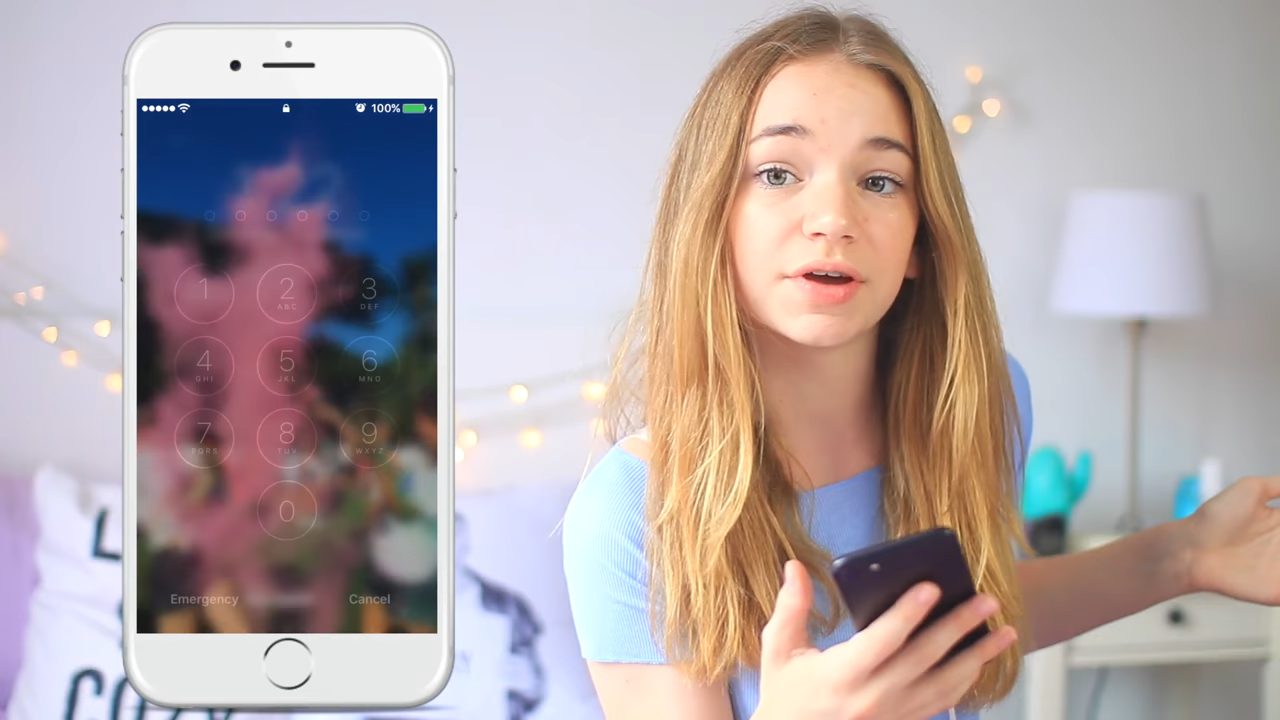 100%
1
2
ABC
3
DEF
4
GHI
5
JKL
6
MNO
7
PQRS
8
TUV
9
WXYZ
0
Emergency
Cancel
COZY